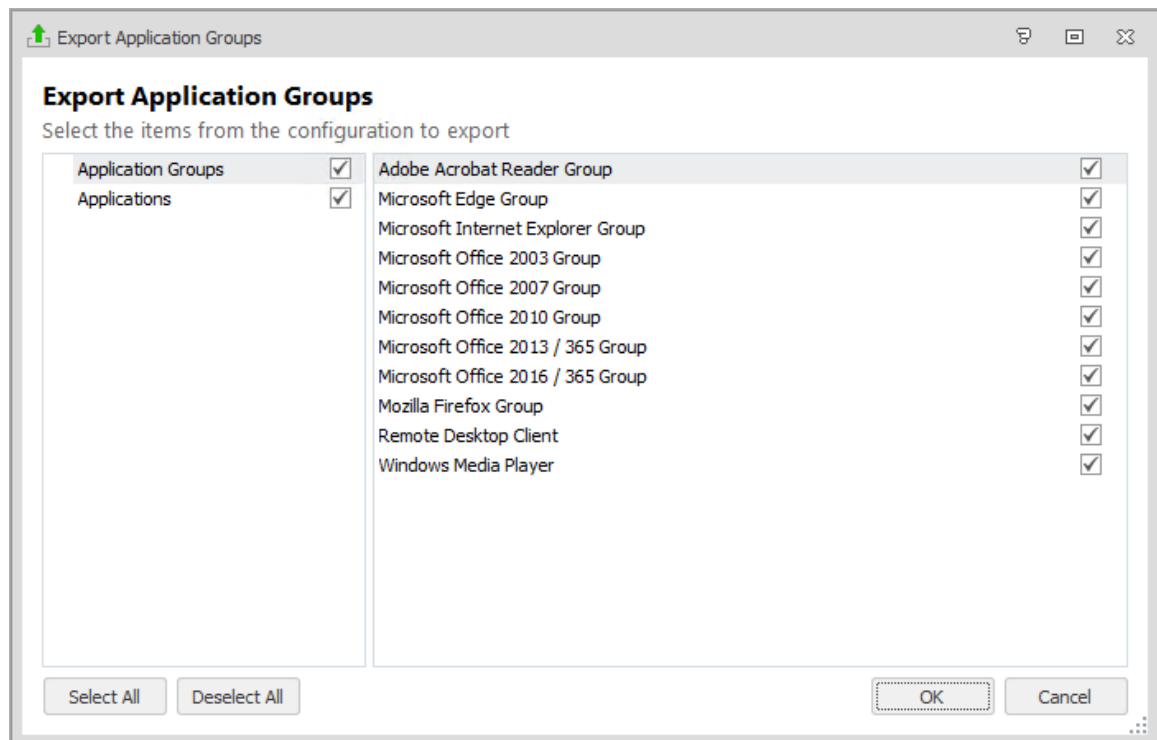 Export Application Groups
Export Application Groups
Select the items from the configuration to export
Application Groups
Applications
Adobe Acrobat Reader Group
Microsoft Edge Group
Microsoft Internet Explorer Group
Microsoft Office 2003 Group
Microsoft Office 2007 Group
Microsoft Office 2010 Group
Microsoft Office 2013 / 365 Group
Microsoft Office 2016 / 365 Group
Mozilla Firefox Group
Remote Desktop Client
Windows Media Player
Select All
Deselect All
OK
Cancel